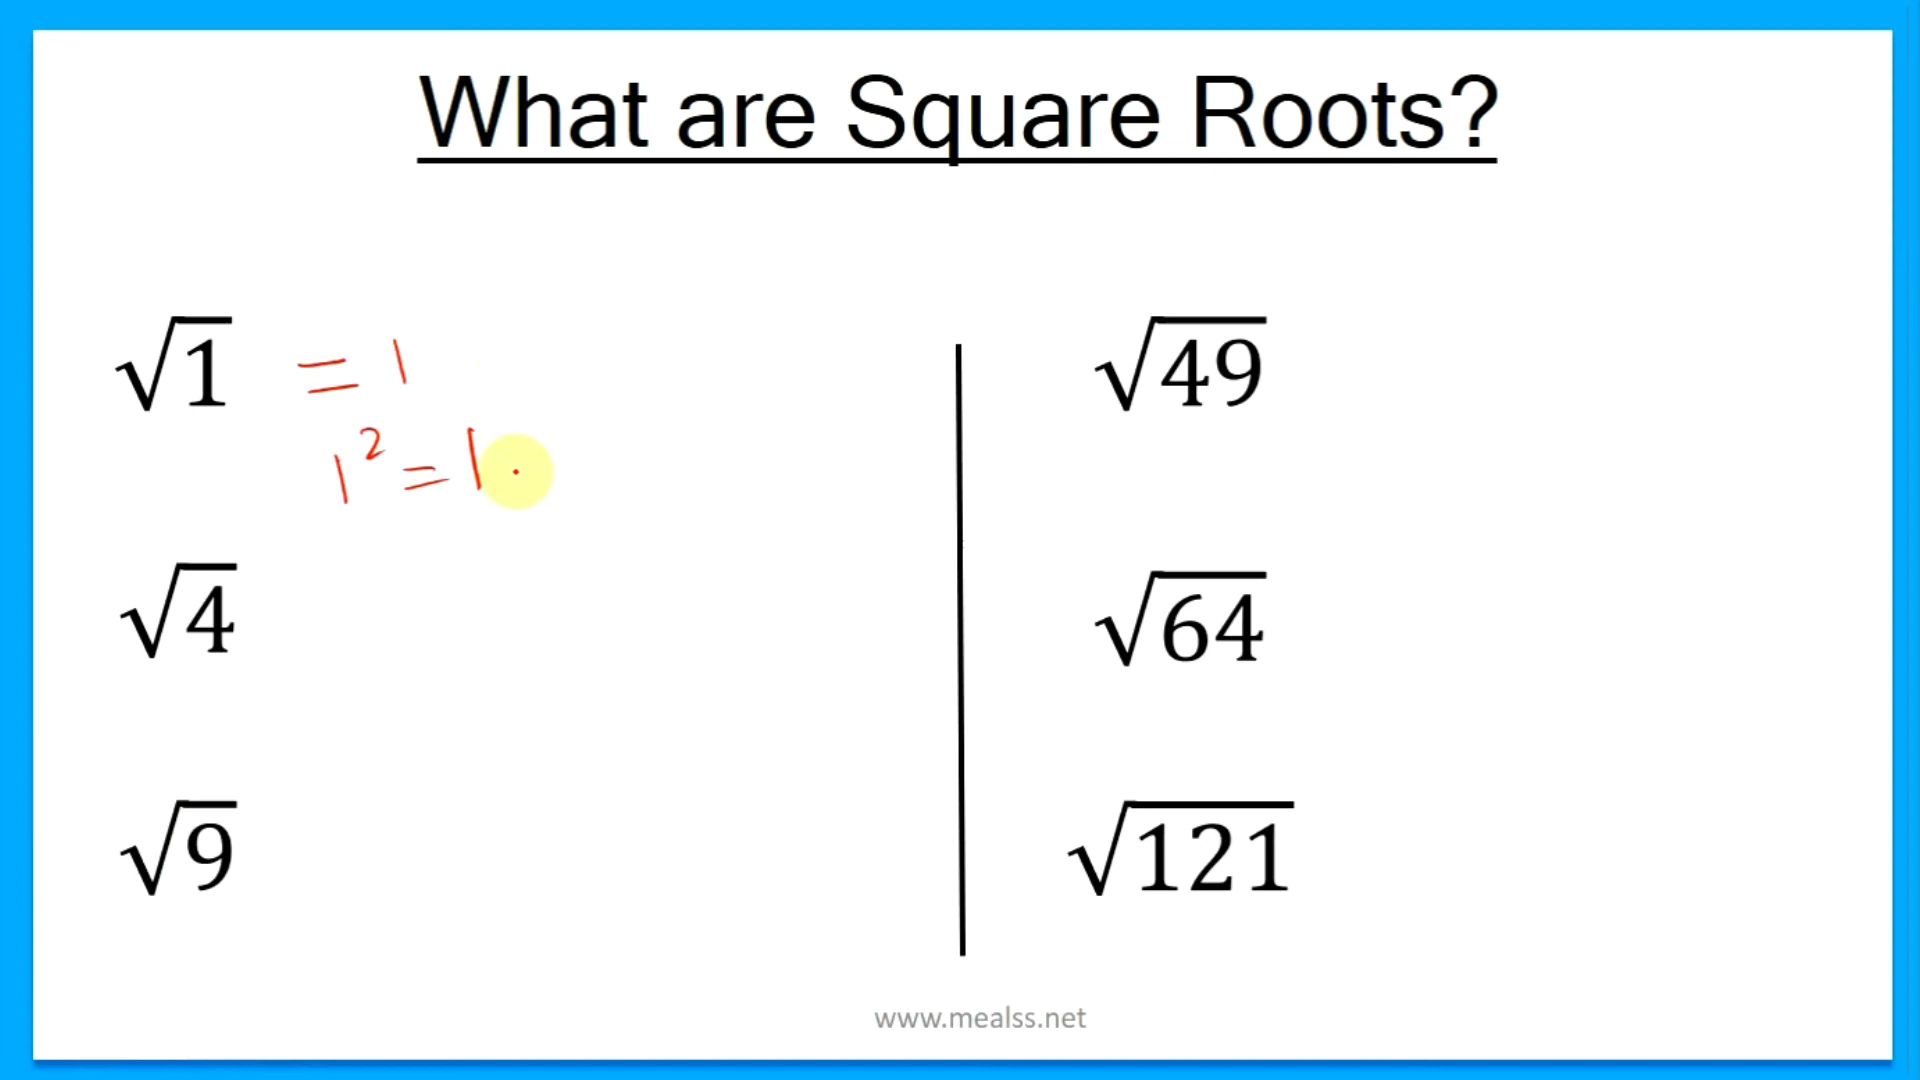 What are Square Roots?
√1 = 1
1² = 1
√4
√9
√49
√64
√121
www.mealss.net